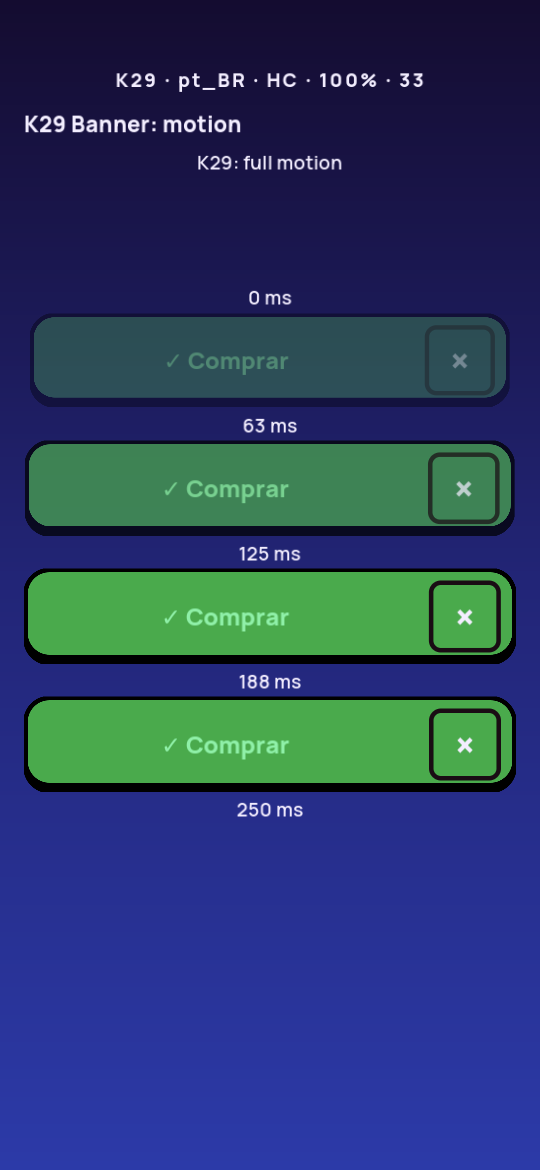 K29 · pt_BR · HC · 100% · 33
K29 Banner: motion
K29: full motion
0 ms
✓ Comprar ×
63 ms
✓ Comprar ×
125 ms
✓ Comprar ×
188 ms
✓ Comprar ×
250 ms